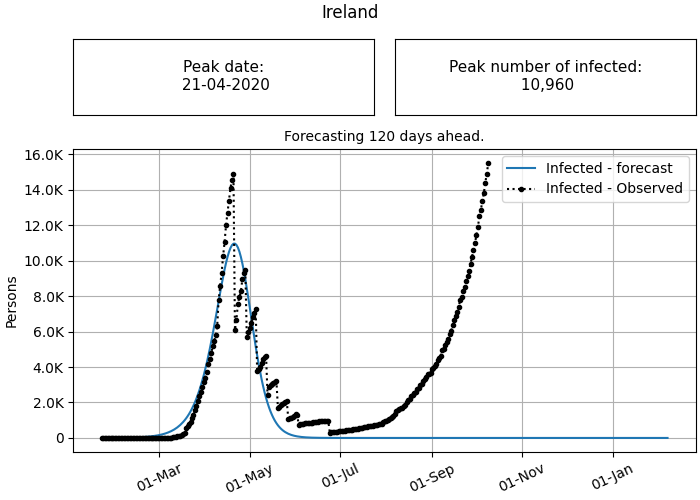 Ireland
Peak date:
21-04-2020
Peak number of infected:
10,960
Forecasting 120 days ahead.
16.0K
14.0K
12.0K
10.0K
8.0K
6.0K
4.0K
2.0K
0
Persons
Infected - forecast
Infected - Observed
01-Mar
01-May
01-Jul
01-Sep
01-Nov
01-Jan